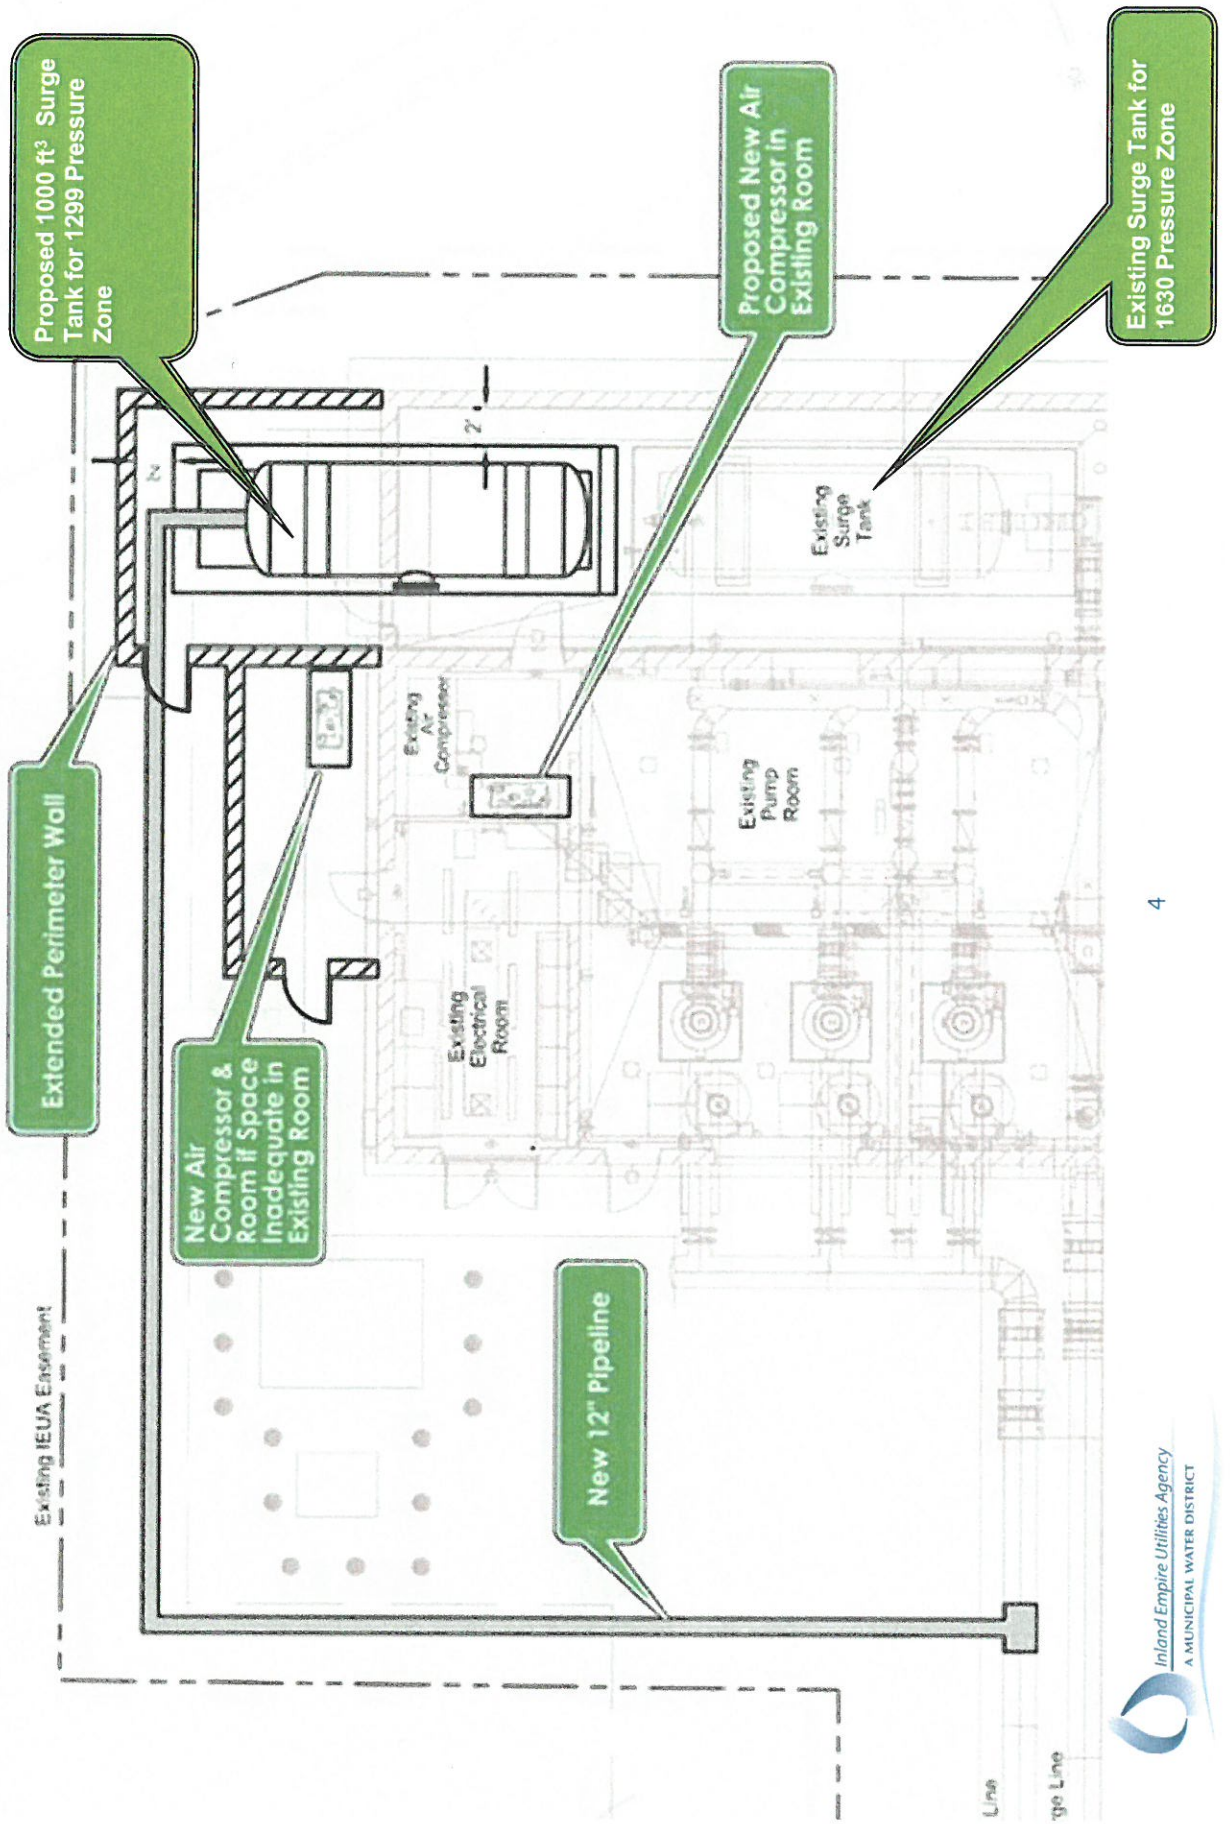 Proposed 1000 ft³ Surge
Tank for 1299 Pressure
Zone
Extended Perimeter Wall
Existing IEUA Easement
2'
2'
New Air
Compressor &
Room if Space
Inadequate in
Existing Room
Proposed New Air
Compressor in
Existing Room
Existing
Air
Compressor
Existing
Electrical
Room
Existing
Pump
Room
Existing
Surge
Tank
New 12" Pipeline
Existing Surge Tank for
1630 Pressure Zone
Line
rge Line
Inland Empire Utilities Agency
A MUNICIPAL WATER DISTRICT
4